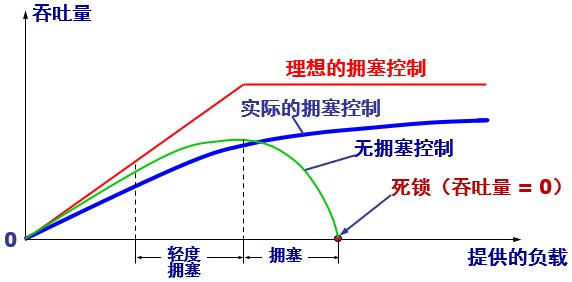 吞吐量
理想的拥塞控制
实际的拥塞控制
无拥塞控制
死锁（吞吐量 = 0）
0
轻度
拥塞
拥塞
提供的负载